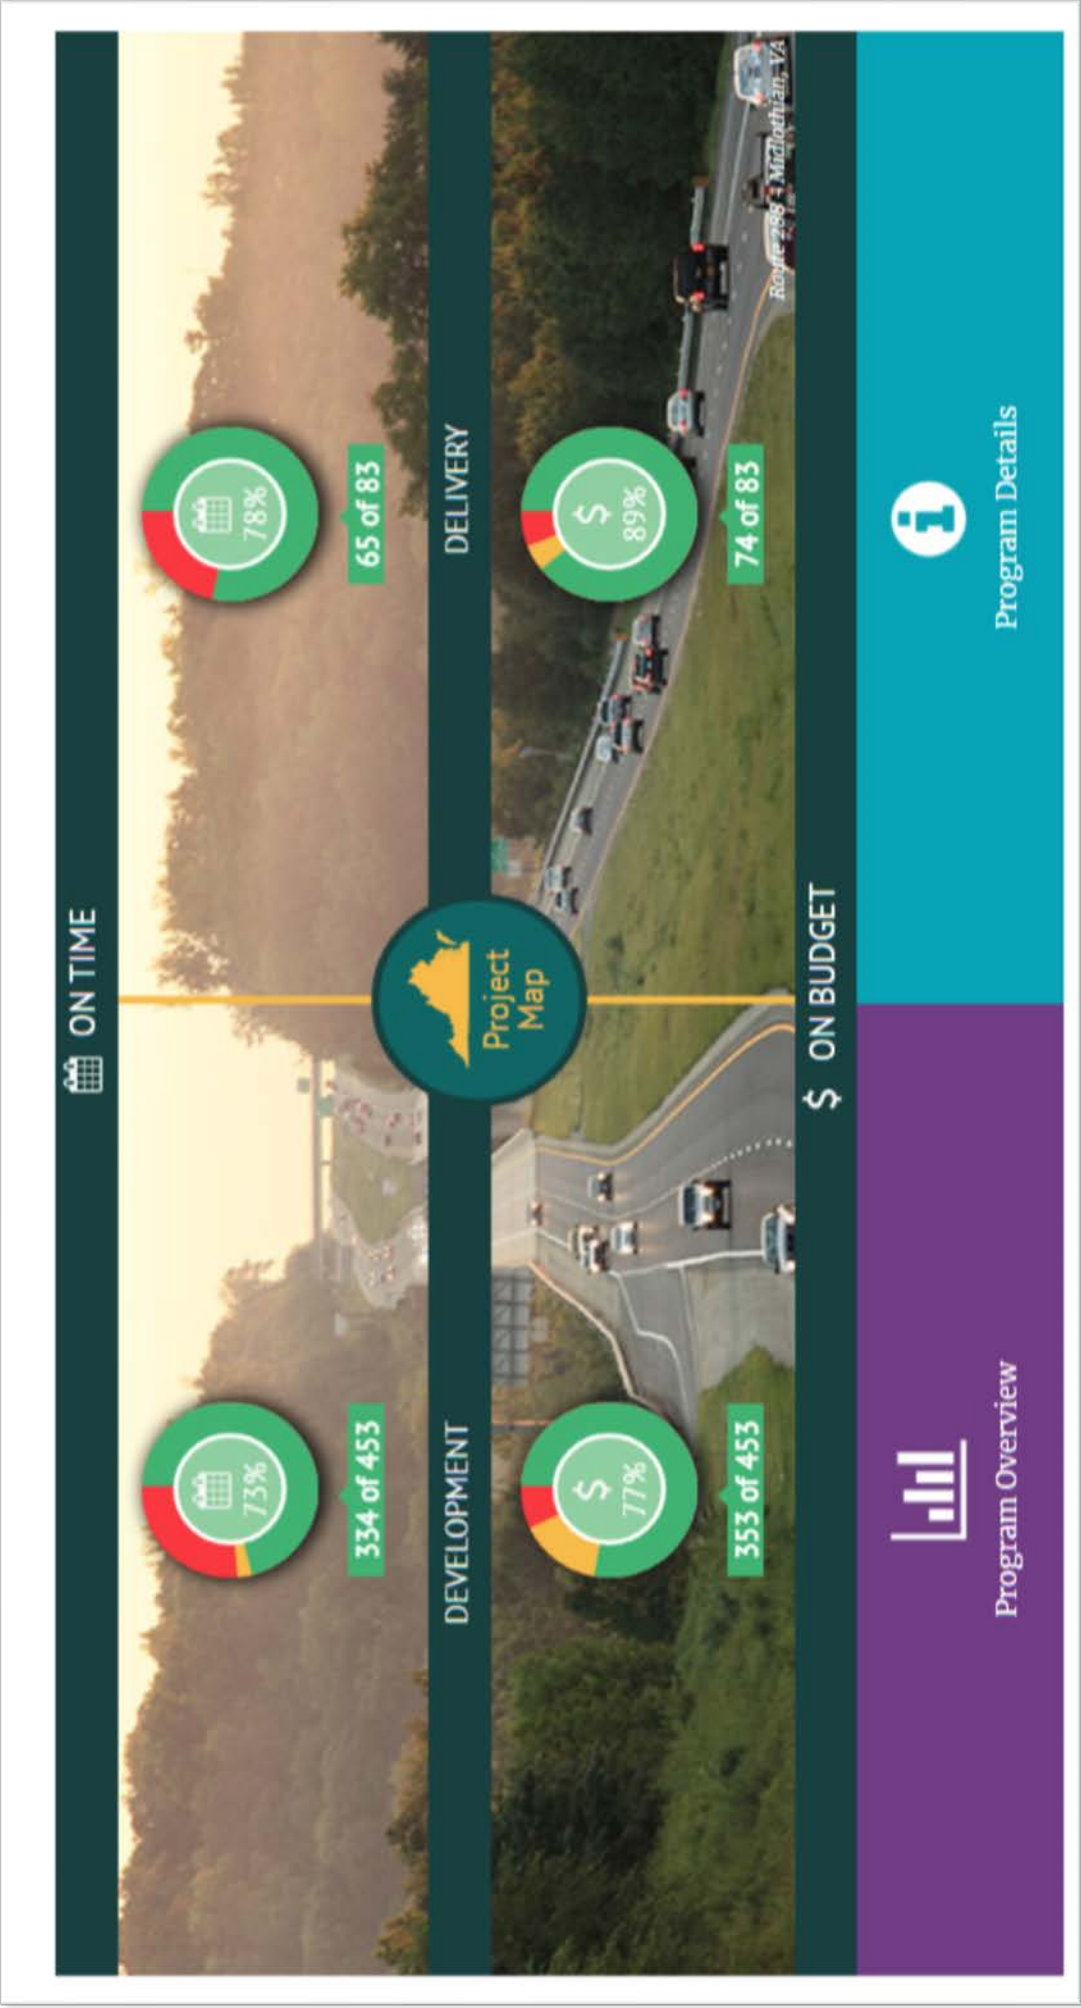 ON TIME
73%
334 of 453
78%
65 of 83
DEVELOPMENT
DELIVERY
Project
Map
$
77%
353 of 453
$
89%
74 of 83
Route 288 - Midlothian, VA
$ ON BUDGET
Program Overview
i
Program Details